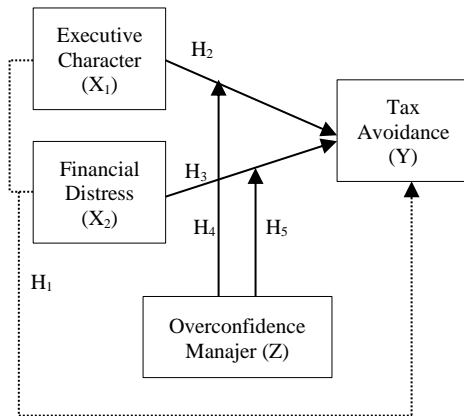 Executive
Character
(X₁)
H₂
Tax
Avoidance
(Y)
Financial
Distress
(X₂)
H₃
H₄
H₅
H₁
Overconfidence
Manajer (Z)